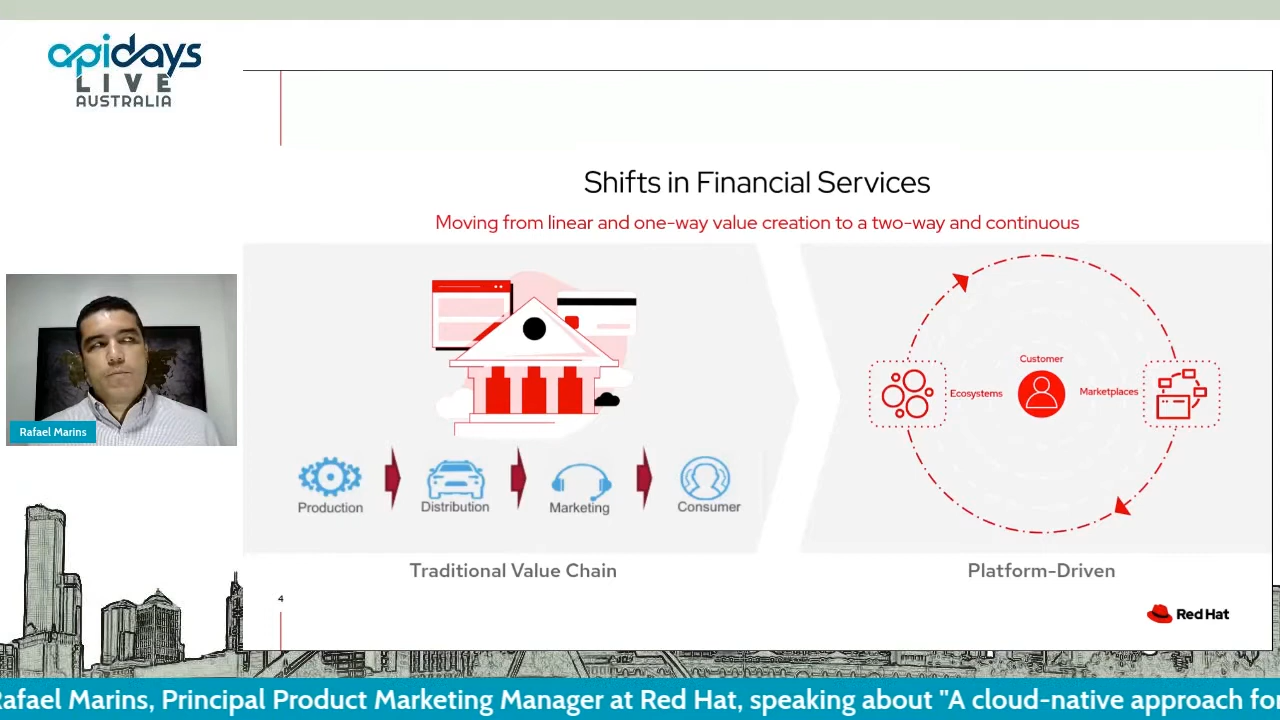 apidays
LIVE
AUSTRALIA
Shifts in Financial Services
Moving from linear and one-way value creation to a two-way and continuous
Customer
Ecosystems
Marketplaces
Rafael Marins
Production
Distribution
Marketing
Consumer
Traditional Value Chain
Platform-Driven
4
Red Hat
Rafael Marins, Principal Product Marketing Manager at Red Hat, speaking about "A cloud-native approach for